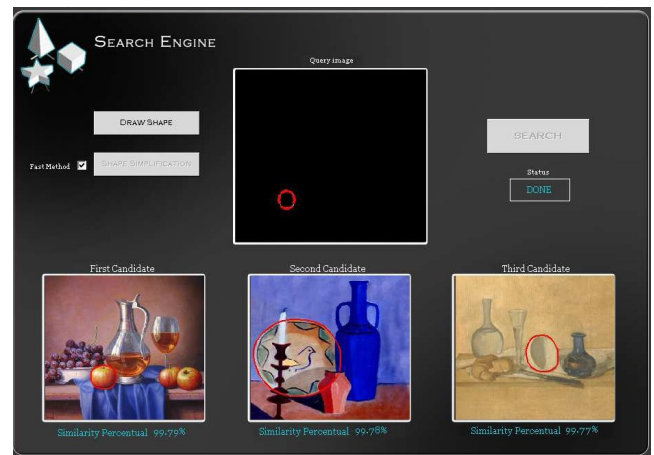 SEARCH ENGINE
Query image
DRAW SHAPE
SEARCH
Fast Method
SHAPE SIMPLIFICATION
Status
DONE
First Candidate
Second Candidate
Third Candidate
Similarity Percentual 99.79%
Similarity Percentual 99.78%
Similarity Percentual 99.77%